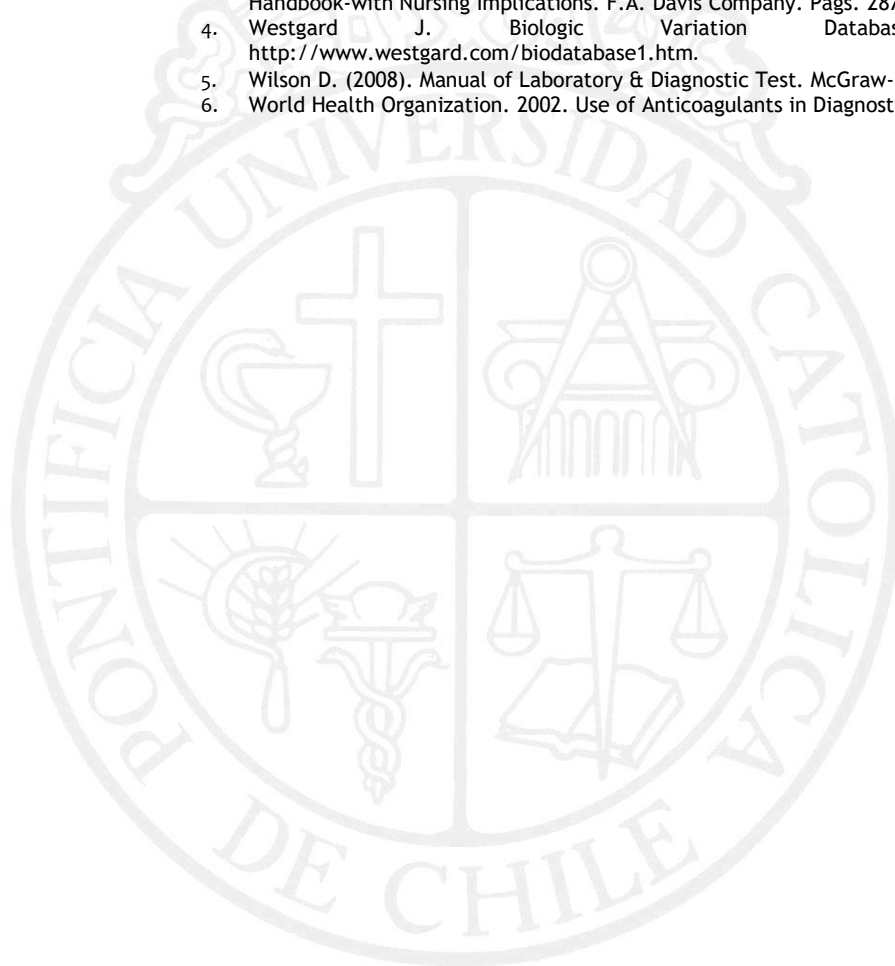 Handbook-with Nursing Implications. F.A. Davis Company. Pags. 287
4. Westgard J. Biologic Variation Databas
http://www.westgard.com/biodatabase1.htm.
5. Wilson D. (2008). Manual of Laboratory & Diagnostic Test. McGraw-
6. World Health Organization. 2002. Use of Anticoagulants in Diagnost
PONTIFICIA UNIVERSIDAD CATOLICA
DE CHILE